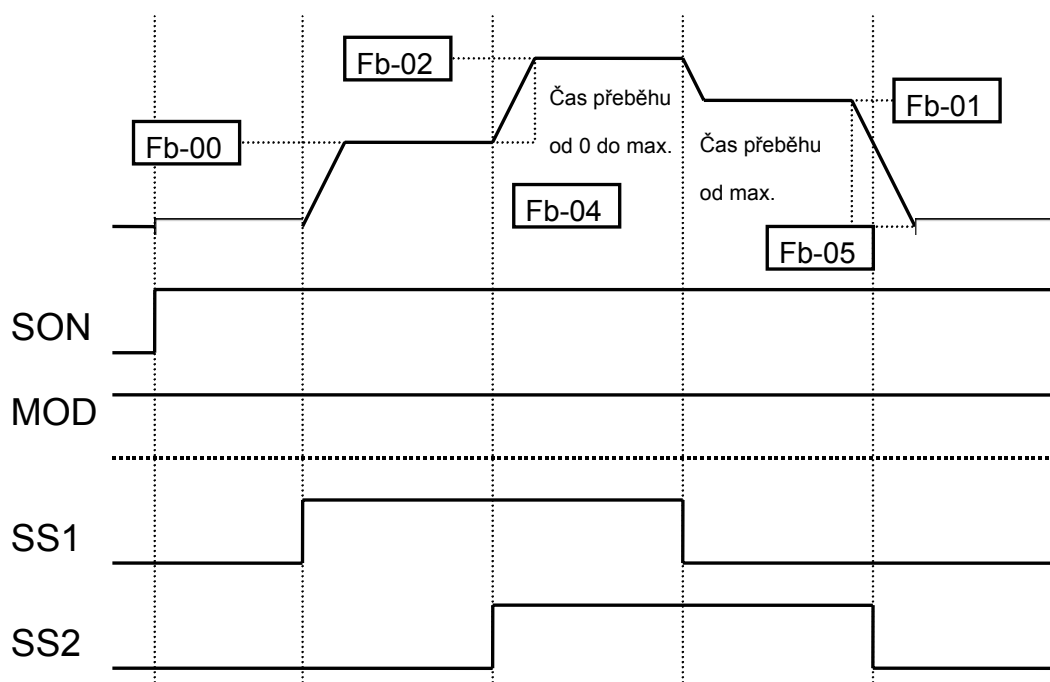 Fb-02
Fb-01
Fb-00
Čas přeběhu
od 0 do max.
Čas přeběhu
od max.
Fb-04
Fb-05
SON
MOD
SS1
SS2